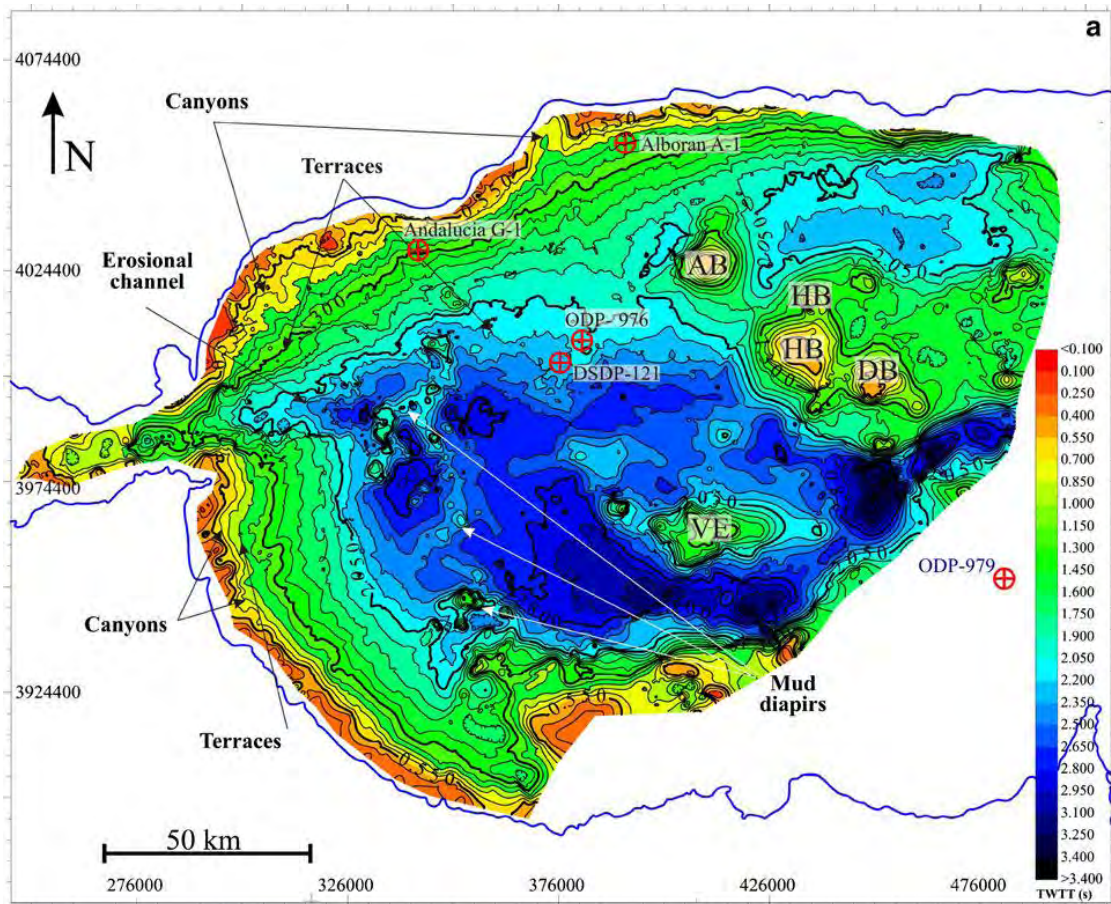 a
4074400
Canyons
N
Alboran A-1
Terraces
Andalucia G-1
4024400
Erosional
channel
AB
HB
ODP- 976
HB
DB
DSDP-121
<0.100
0.100
0.250
0.400
0.550
0.700
0.850
1.000
1.150
1.300
1.450
1.600
1.750
1.900
2.050
2.200
2.350
2.500
2.650
2.800
2.950
3.100
3.250
3.400
>3.400
TWTT (s)
3974400
VE
ODP-979
Canyons
3924400
Mud
diapirs
Terraces
50 km
276000
326000
376000
426000
476000